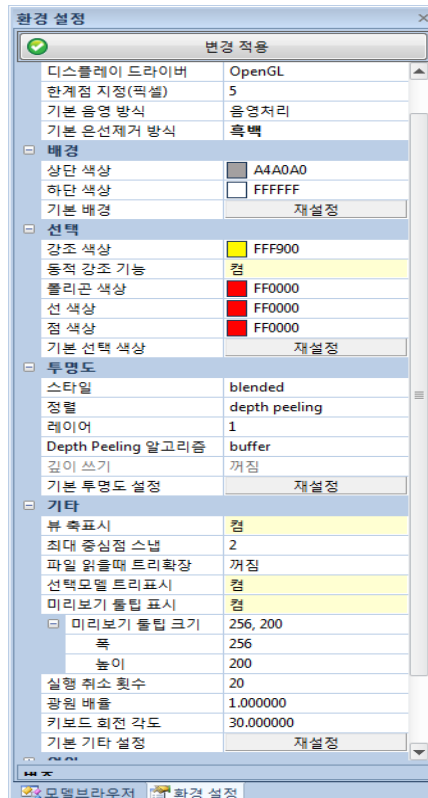 환경 설정
변경 적용
디스플레이 드라이버 OpenGL
한계점 지정(픽셀) 5
기본 음영 방식 음영처리
기본 은선제거 방식 흑백
배경
상단 색상 A4A0A0
하단 색상 FFFFFF
기본 배경 재설정
선택
강조 색상 FFF900
동적 강조 기능 켬
폴리곤 색상 FF0000
선 색상 FF0000
점 색상 FF0000
기본 선택 색상 재설정
투명도
스타일 blended
정렬 depth peeling
레이어 1
Depth Peeling 알고리즘 buffer
깊이 쓰기 꺼짐
기본 투명도 설정 재설정
기타
뷰 축표시 켬
최대 중심점 스냅 2
파일 읽을때 트리확장 꺼짐
선택모델 트리표시 켬
미리보기 툴팁 표시 켬
미리보기 툴팁 크기 256, 200
폭 256
높이 200
실행 취소 횟수 20
광원 배율 1.000000
키보드 회전 각도 30.000000
기본 기타 설정 재설정
모델브라우저 환경 설정